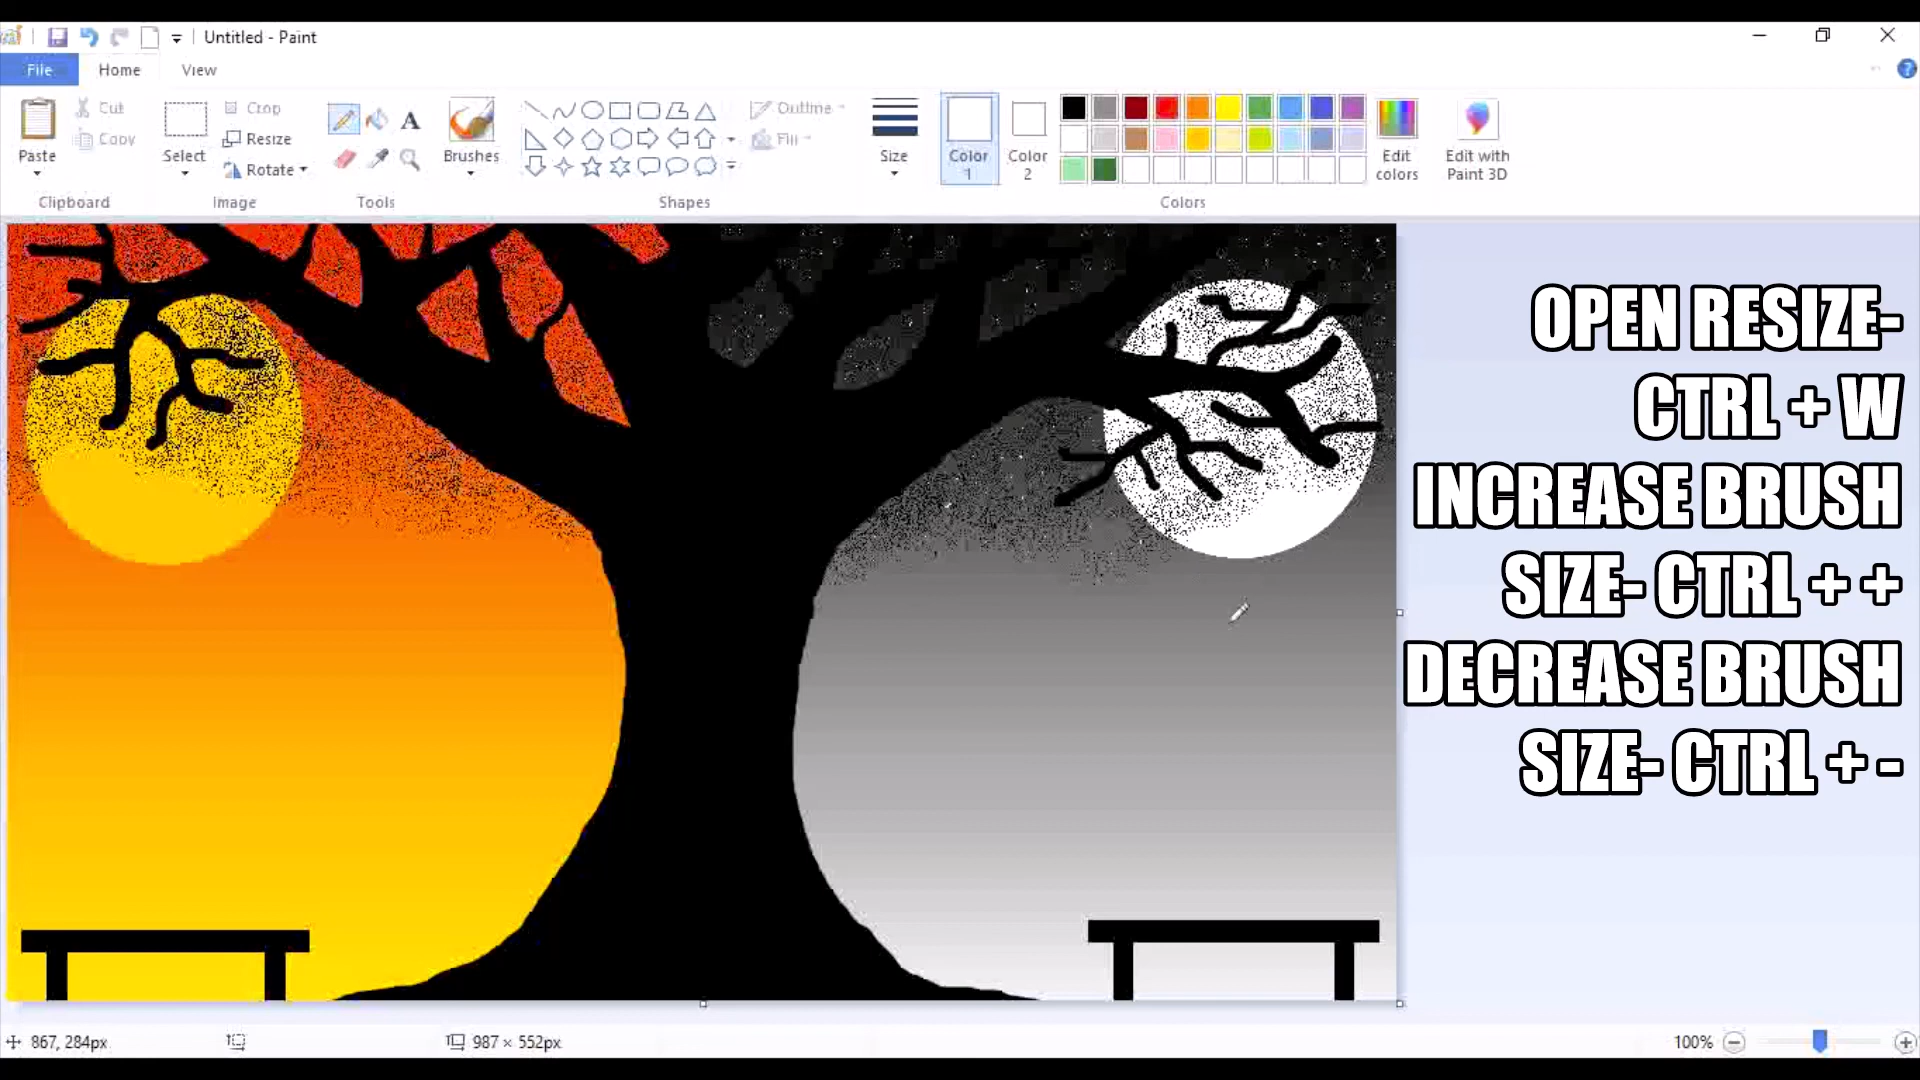 Untitled - Paint
File Home View
Cut Crop A Outline
Copy Resize Fill
Paste Select Rotate Brushes Size Color 1 Color 2 Edit colors Edit with Paint 3D
Clipboard Image Tools Shapes Colors
OPEN RESIZE-
CTRL + W
INCREASE BRUSH
SIZE- CTRL + +
DECREASE BRUSH
SIZE- CTRL + -
867, 284px 987 × 552px 100%